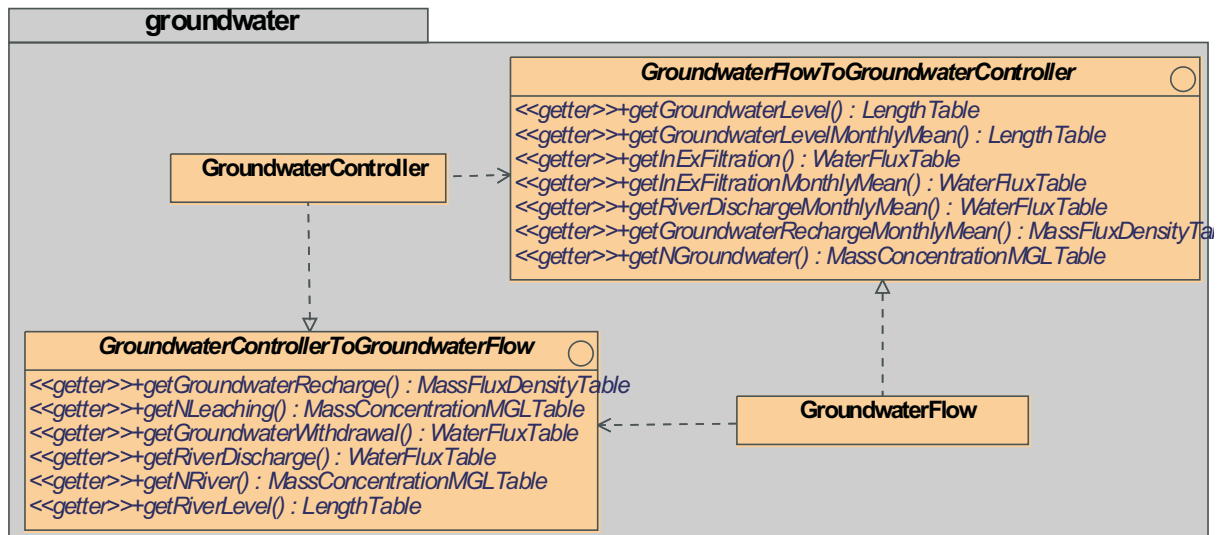 groundwater
GroundwaterFlowToGroundwaterController
<<getter>>+getGroundwaterLevel() : LengthTable
<<getter>>+getGroundwaterLevelMonthlyMean() : LengthTable
<<getter>>+getInExFiltration() : WaterFluxTable
<<getter>>+getInExFiltrationMonthlyMean() : WaterFluxTable
<<getter>>+getRiverDischargeMonthlyMean() : WaterFluxTable
<<getter>>+getGroundwaterRechargeMonthlyMean() : MassFluxDensityTal
<<getter>>+getNGroundwater() : MassConcentrationMGLTable
GroundwaterController
GroundwaterControllerToGroundwaterFlow
<<getter>>+getGroundwaterRecharge() : MassFluxDensityTable
<<getter>>+getNLeaching() : MassConcentrationMGLTable
<<getter>>+getGroundwaterWithdrawal() : WaterFluxTable
<<getter>>+getRiverDischarge() : WaterFluxTable
<<getter>>+getNRiver() : MassConcentrationMGLTable
<<getter>>+getRiverLevel() : LengthTable
GroundwaterFlow